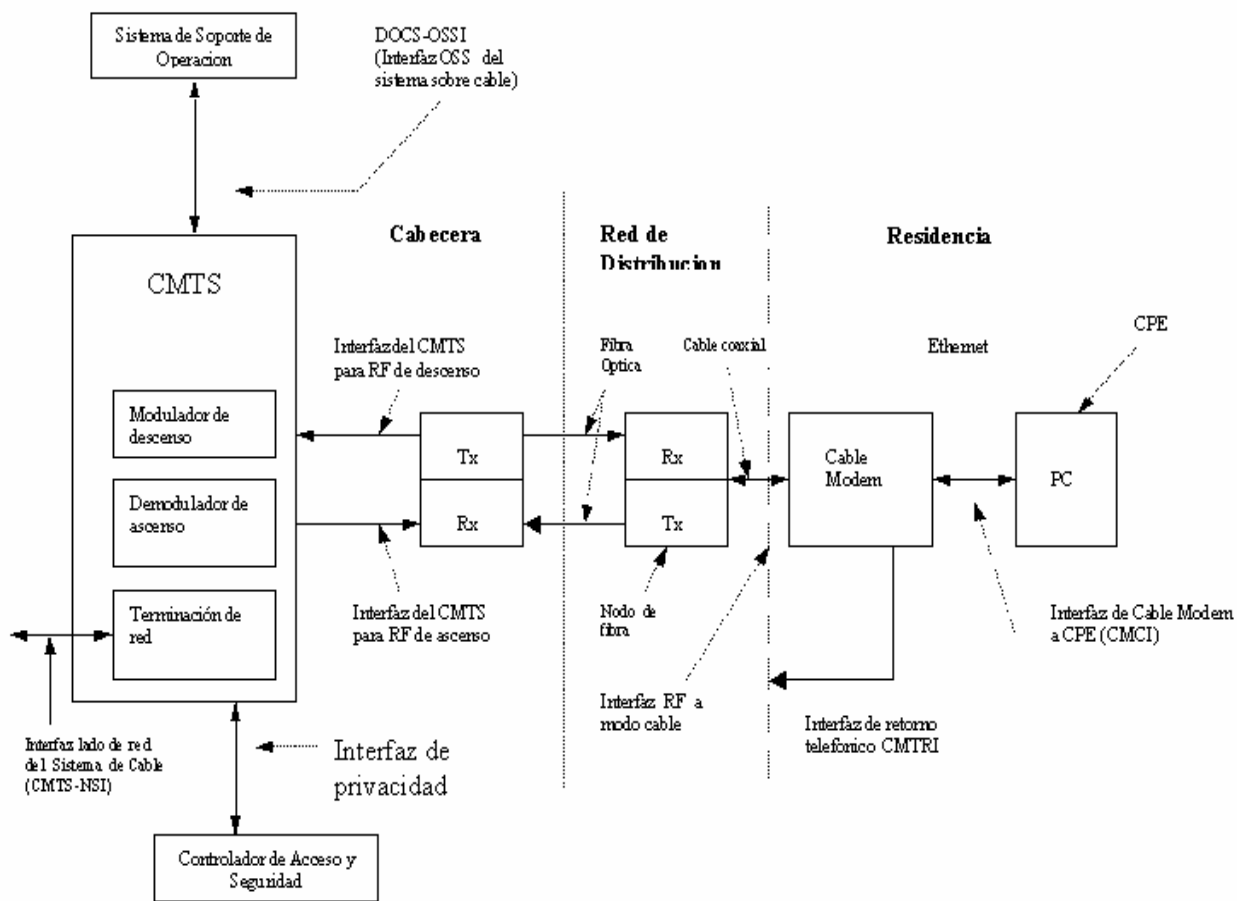 Sistema de Soporte de
Operacion
DOCS-OSSI
(Interfaz OSS del
sistema sobre cable)
Cabecera
Red de
Distribucion
Residencia
CMTS
CPE
Interfaz del CMTS
para RF de descenso
Fibra
Optica
Cable coaxial
Ethernet
Modulador de
descenso
Tx
Rx
Cable
Modem
PC
Demodulador de
ascenso
Rx
Tx
Terminación de
red
Interfaz del CMTS
para RF de ascenso
Nodo de
fibra
Interfaz de Cable Modem
a CPE (CMCI)
Interfaz RF a
modo cable
Interfaz de retorno
telefónico CMTRI
Interfaz lado de red
del Sistema de Cable
(CMTS-NSI)
Interfaz de
privacidad
Controlador de Acceso y
Seguridad